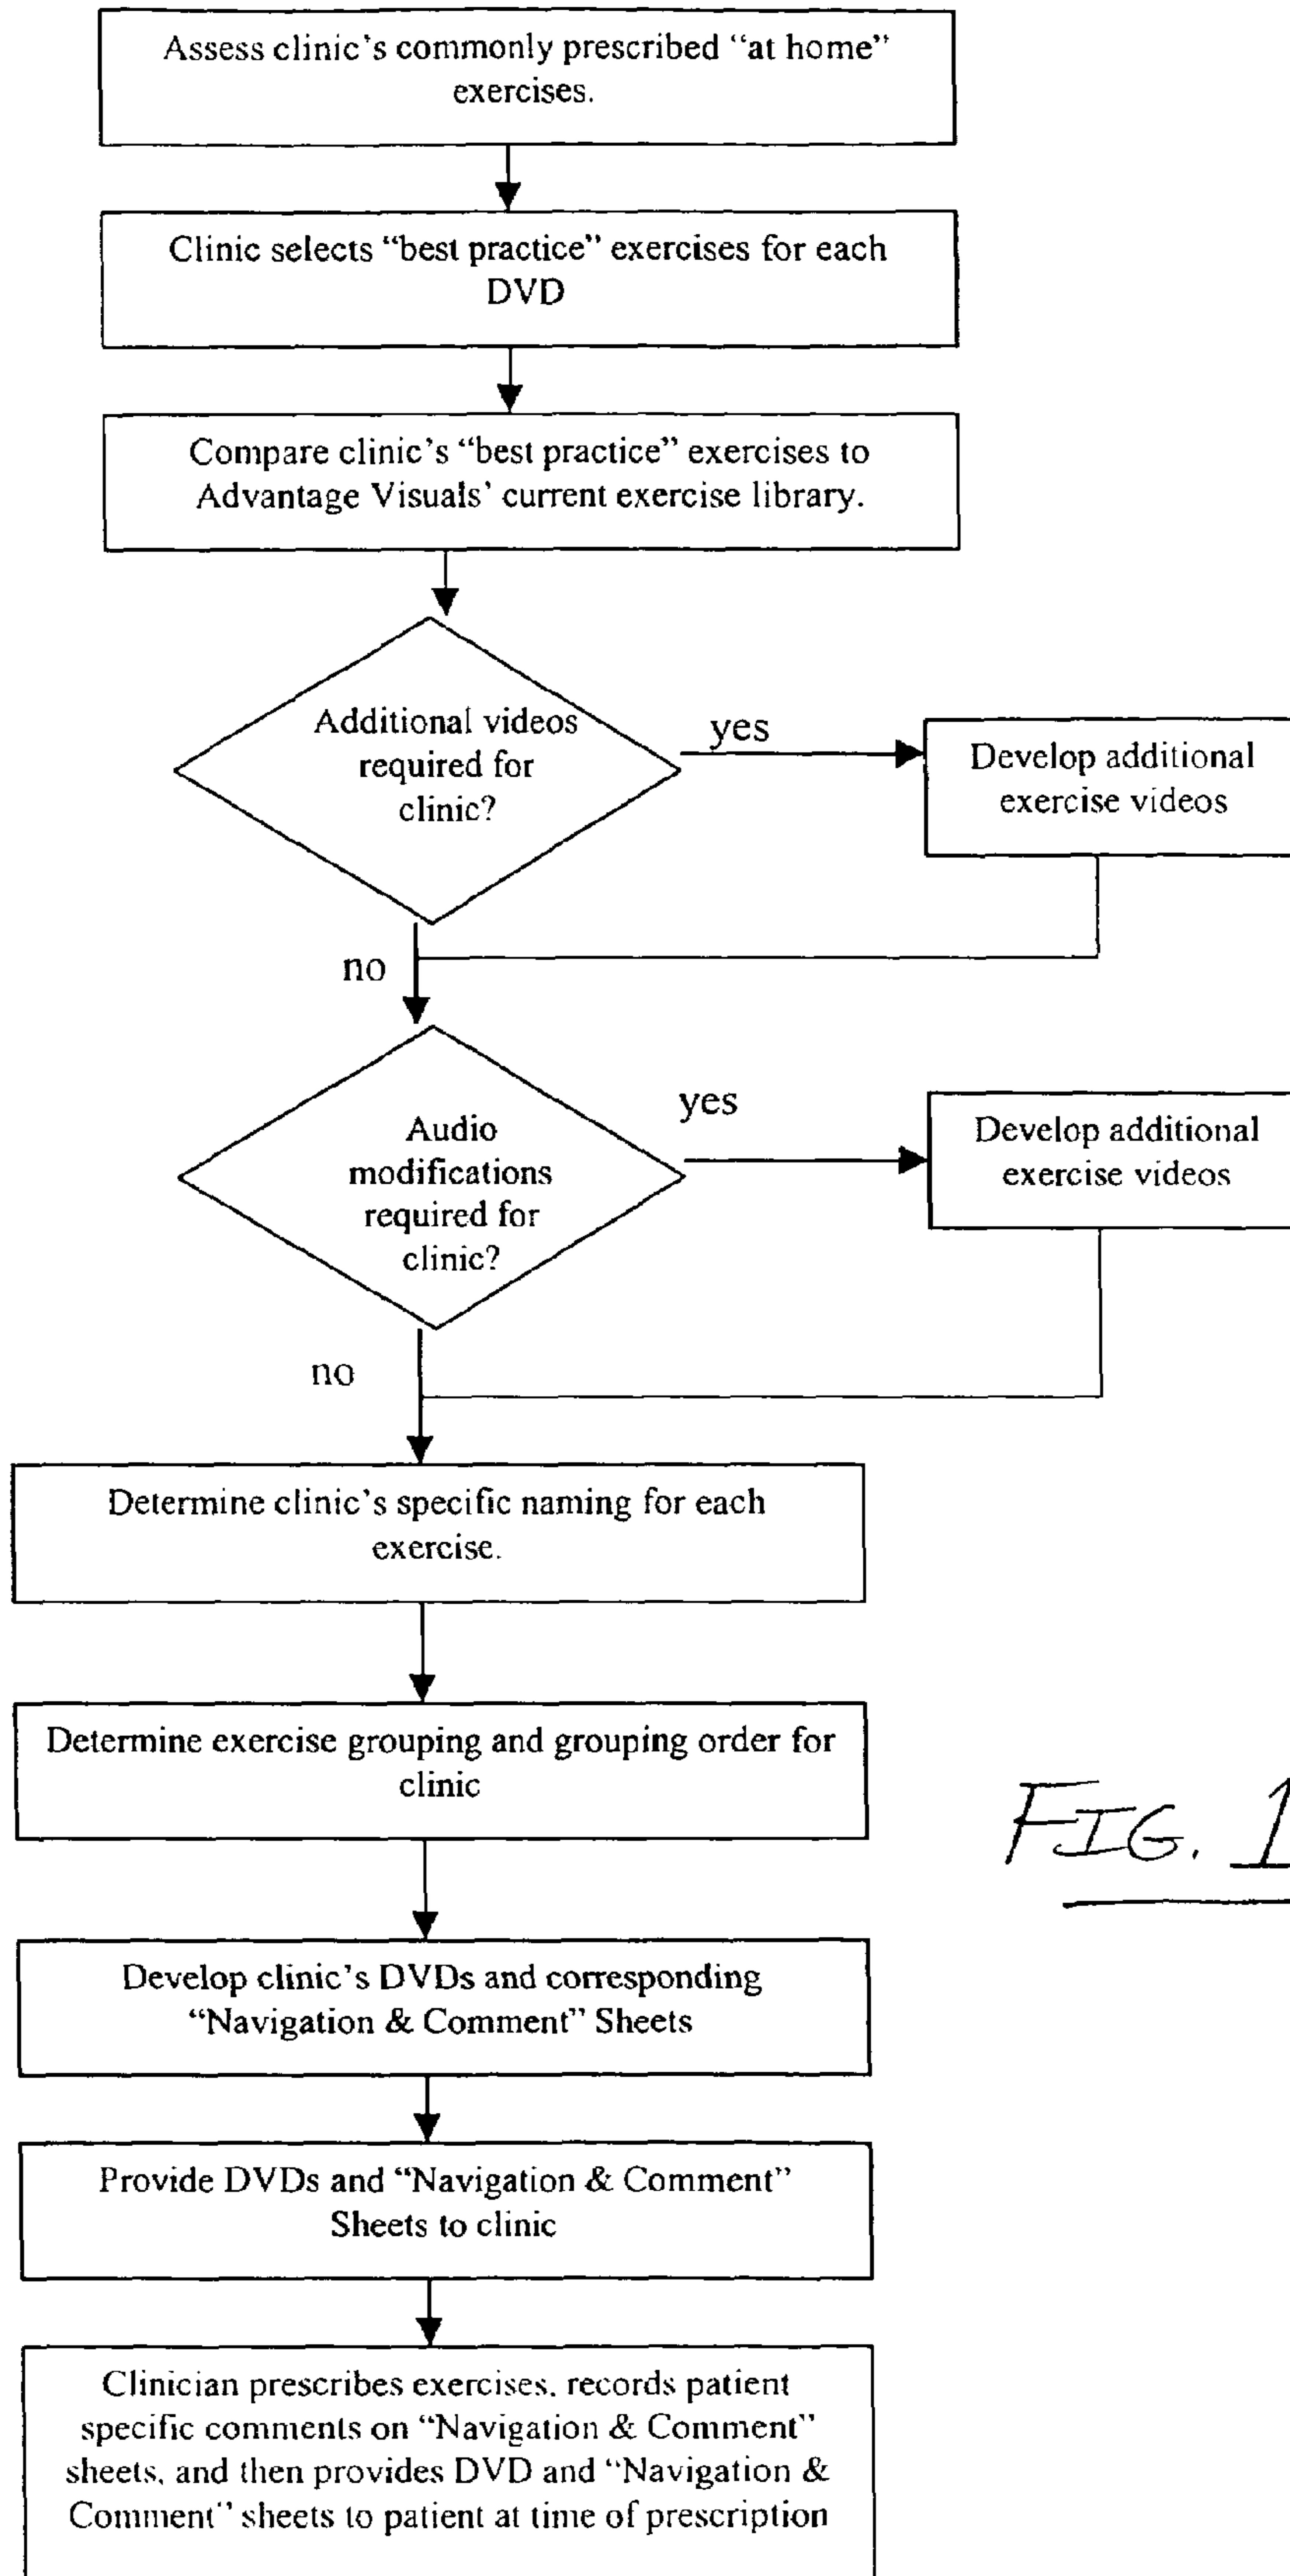 Assess clinic's commonly prescribed “at home”
exercises.
Clinic selects “best practice” exercises for each
DVD
Compare clinic's “best practice” exercises to
Advantage Visuals' current exercise library.
Additional videos
required for
clinic?
yes
Develop additional
exercise videos
no
Audio
modifications
required for
clinic?
yes
Develop additional
exercise videos
no
Determine clinic's specific naming for each
exercise.
Determine exercise grouping and grouping order for
clinic
FIG. 1
Develop clinic's DVDs and corresponding
“Navigation & Comment” Sheets
Provide DVDs and “Navigation & Comment”
Sheets to clinic
Clinician prescribes exercises, records patient
specific comments on “Navigation & Comment”
sheets, and then provides DVD and “Navigation &
Comment” sheets to patient at time of prescription